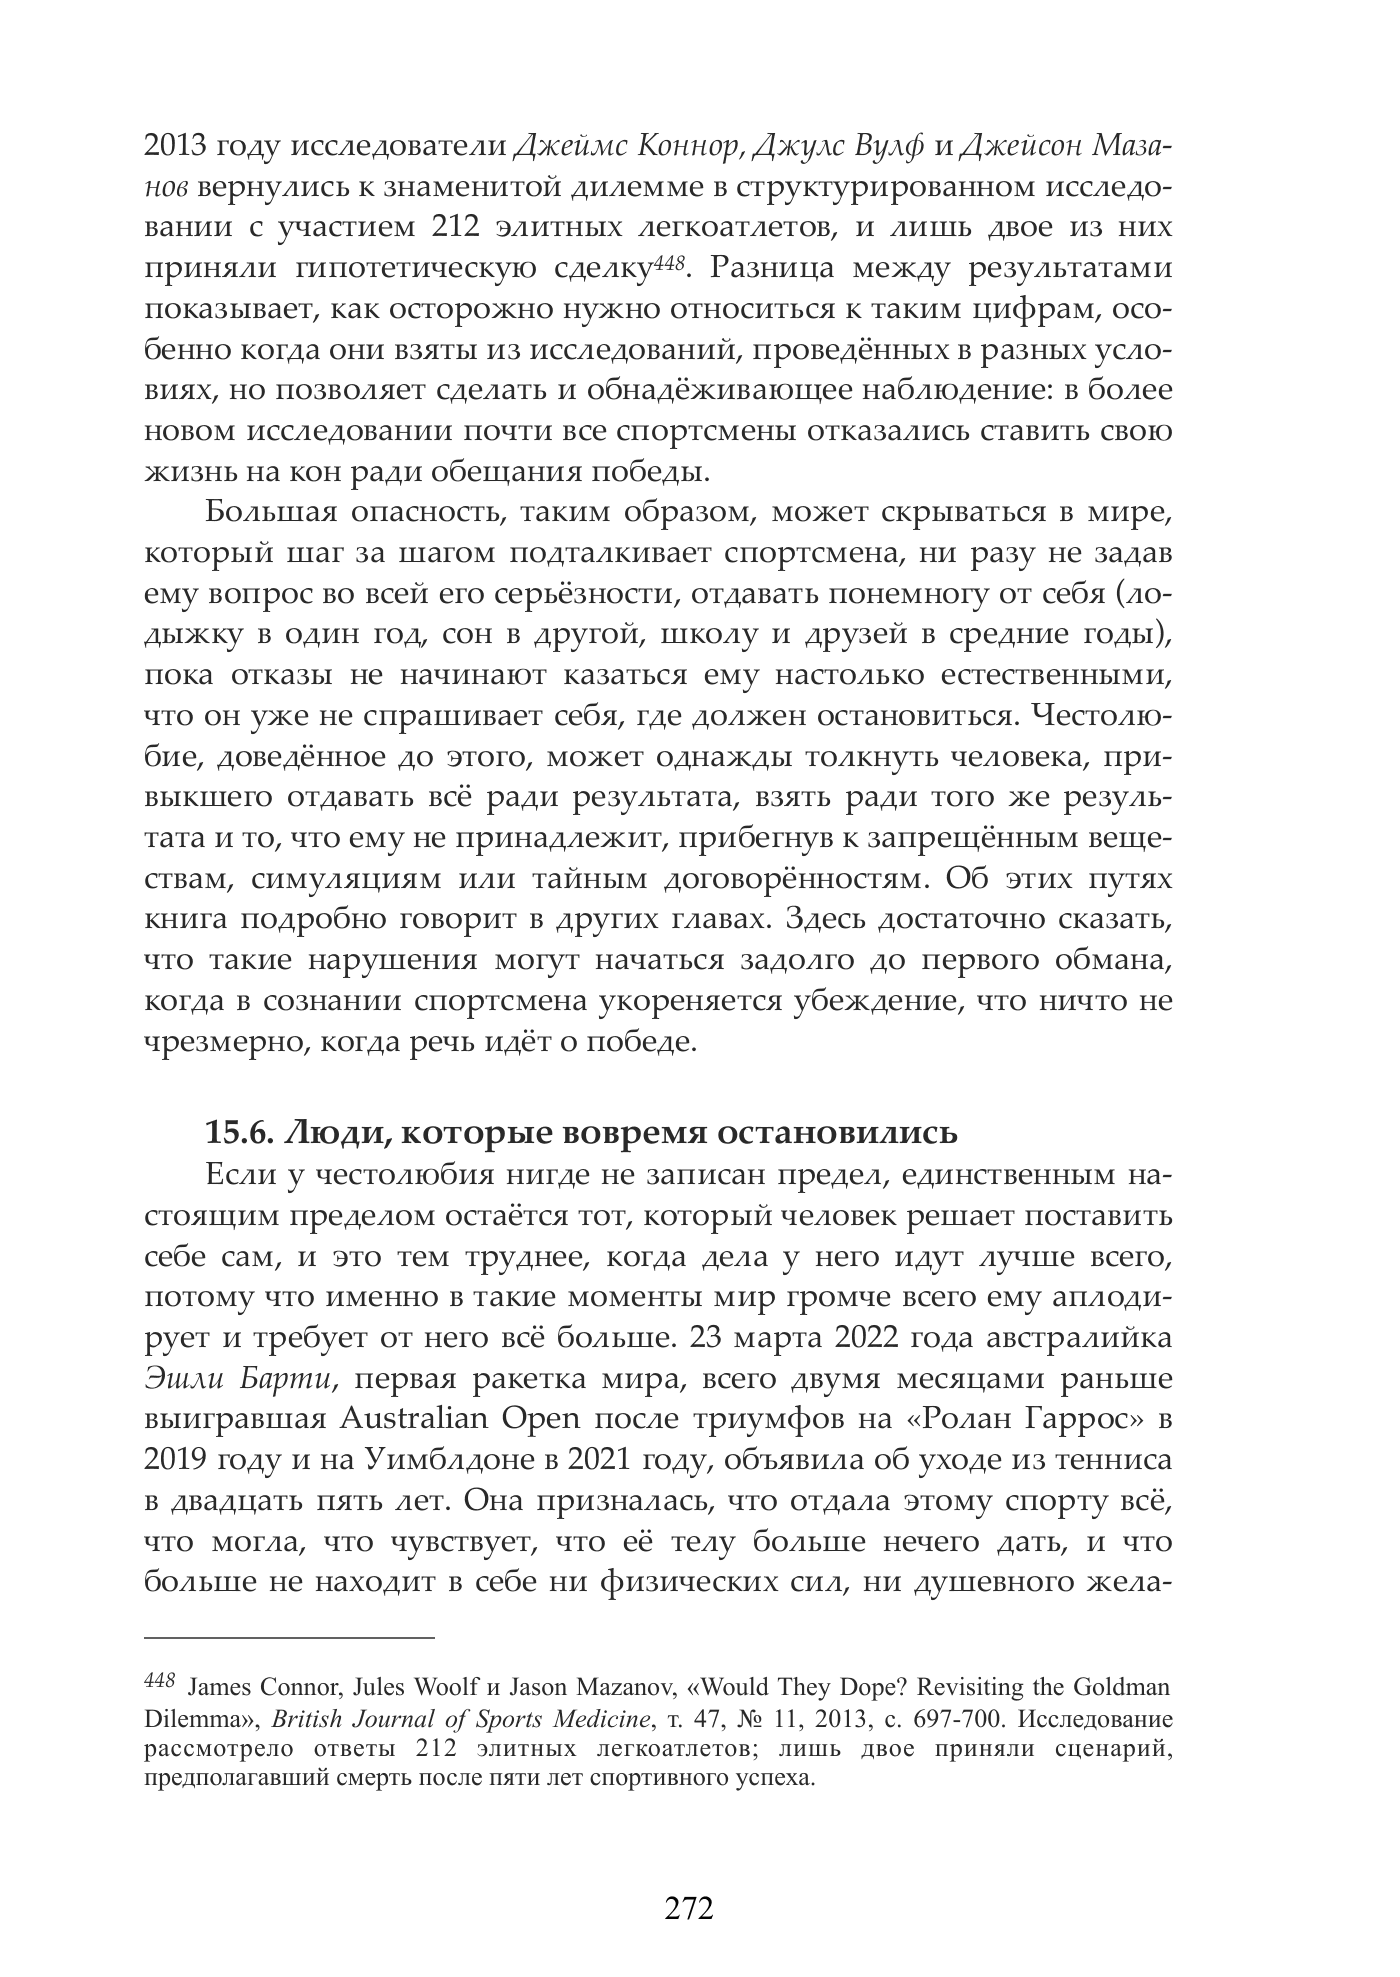 2013 году исследователи Джеймс Коннор, Джулс Вулф и Джейсон Маза-
нов вернулись к знаменитой дилемме в структурированном исследо-
вании с участием 212 элитных легкоатлетов, и лишь двое из них
приняли гипотетическую сделку448. Разница между результатами
показывает, как осторожно нужно относиться к таким цифрам, осо-
бенно когда они взяты из исследований, проведённых в разных усло-
виях, но позволяет сделать и обнадёживающее наблюдение: в более
новом исследовании почти все спортсмены отказались ставить свою
жизнь на кон ради обещания победы.
Большая опасность, таким образом, может скрываться в мире,
который шаг за шагом подталкивает спортсмена, ни разу не задав
ему вопрос во всей его серьёзности, отдавать понемногу от себя (ло-
дыжку в один год, сон в другой, школу и друзей в средние годы),
пока отказы не начинают казаться ему настолько естественными,
что он уже не спрашивает себя, где должен остановиться. Честолю-
бие, доведённое до этого, может однажды толкнуть человека, при-
выкшего отдавать всё ради результата, взять ради того же резуль-
тата и то, что ему не принадлежит, прибегнув к запрещённым веще-
ствам, симуляциям или тайным договорённостям. Об этих путях
книга подробно говорит в других главах. Здесь достаточно сказать,
что такие нарушения могут начаться задолго до первого обмана,
когда в сознании спортсмена укореняется убеждение, что ничто не
чрезмерно, когда речь идёт о победе.
15.6. Люди, которые вовремя остановились
Если у честолюбия нигде не записан предел, единственным на-
стоящим пределом остаётся тот, который человек решает поставить
себе сам, и это тем труднее, когда дела у него идут лучше всего,
потому что именно в такие моменты мир громче всего ему аплоди-
рует и требует от него всё больше. 23 марта 2022 года австралийка
Эшли Барти, первая ракетка мира, всего двумя месяцами раньше
выигравшая Australian Open после триумфов на «Ролан Гаррос» в
2019 году и на Уимблдоне в 2021 году, объявила об уходе из тенниса
в двадцать пять лет. Она призналась, что отдала этому спорту всё,
что могла, что чувствует, что её телу больше нечего дать, и что
больше не находит в себе ни физических сил, ни душевного жела-
448 James Connor, Jules Woolf и Jason Mazanov, «Would They Dope? Revisiting the Goldman
Dilemma», British Journal of Sports Medicine, т. 47, № 11, 2013, с. 697-700. Исследование
рассмотрело ответы 212 элитных легкоатлетов; лишь двое приняли сценарий,
предполагавший смерть после пяти лет спортивного успеха.
272